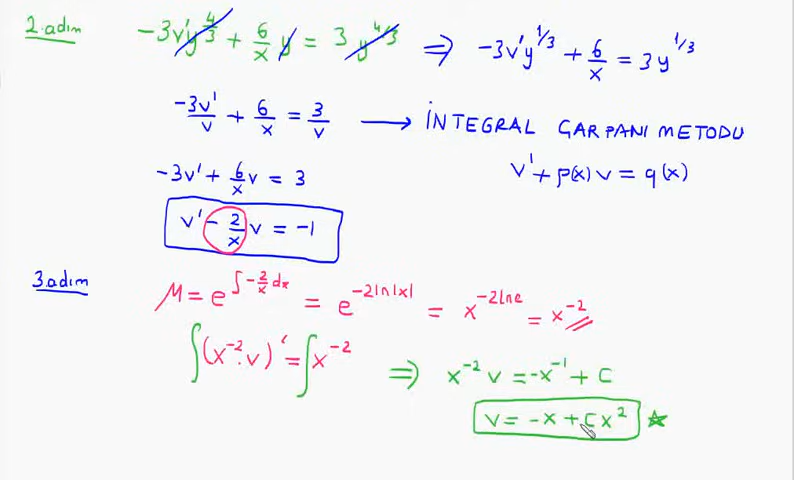 2.adım
-3v'y^{4/3} + 6/x y = 3 y^{4/3} ⇒ -3v'y^{1/3} + 6/x = 3y^{1/3}
-3v'/v + 6/x = 3/v → İNTEGRAL ÇARPANI METODU
-3v' + 6/x v = 3 v' + p(x) v = q(x)
v' - 2/x v = -1
3.adım
M = e^{∫-2/x dx} = e^{-2ln|x|} = x^{-2lne} = x^{-2}
∫(x^{-2}.v)' = ∫x^{-2} ⇒ x^{-2} v = -x^{-1} + c
v = -x + cx^2 ★